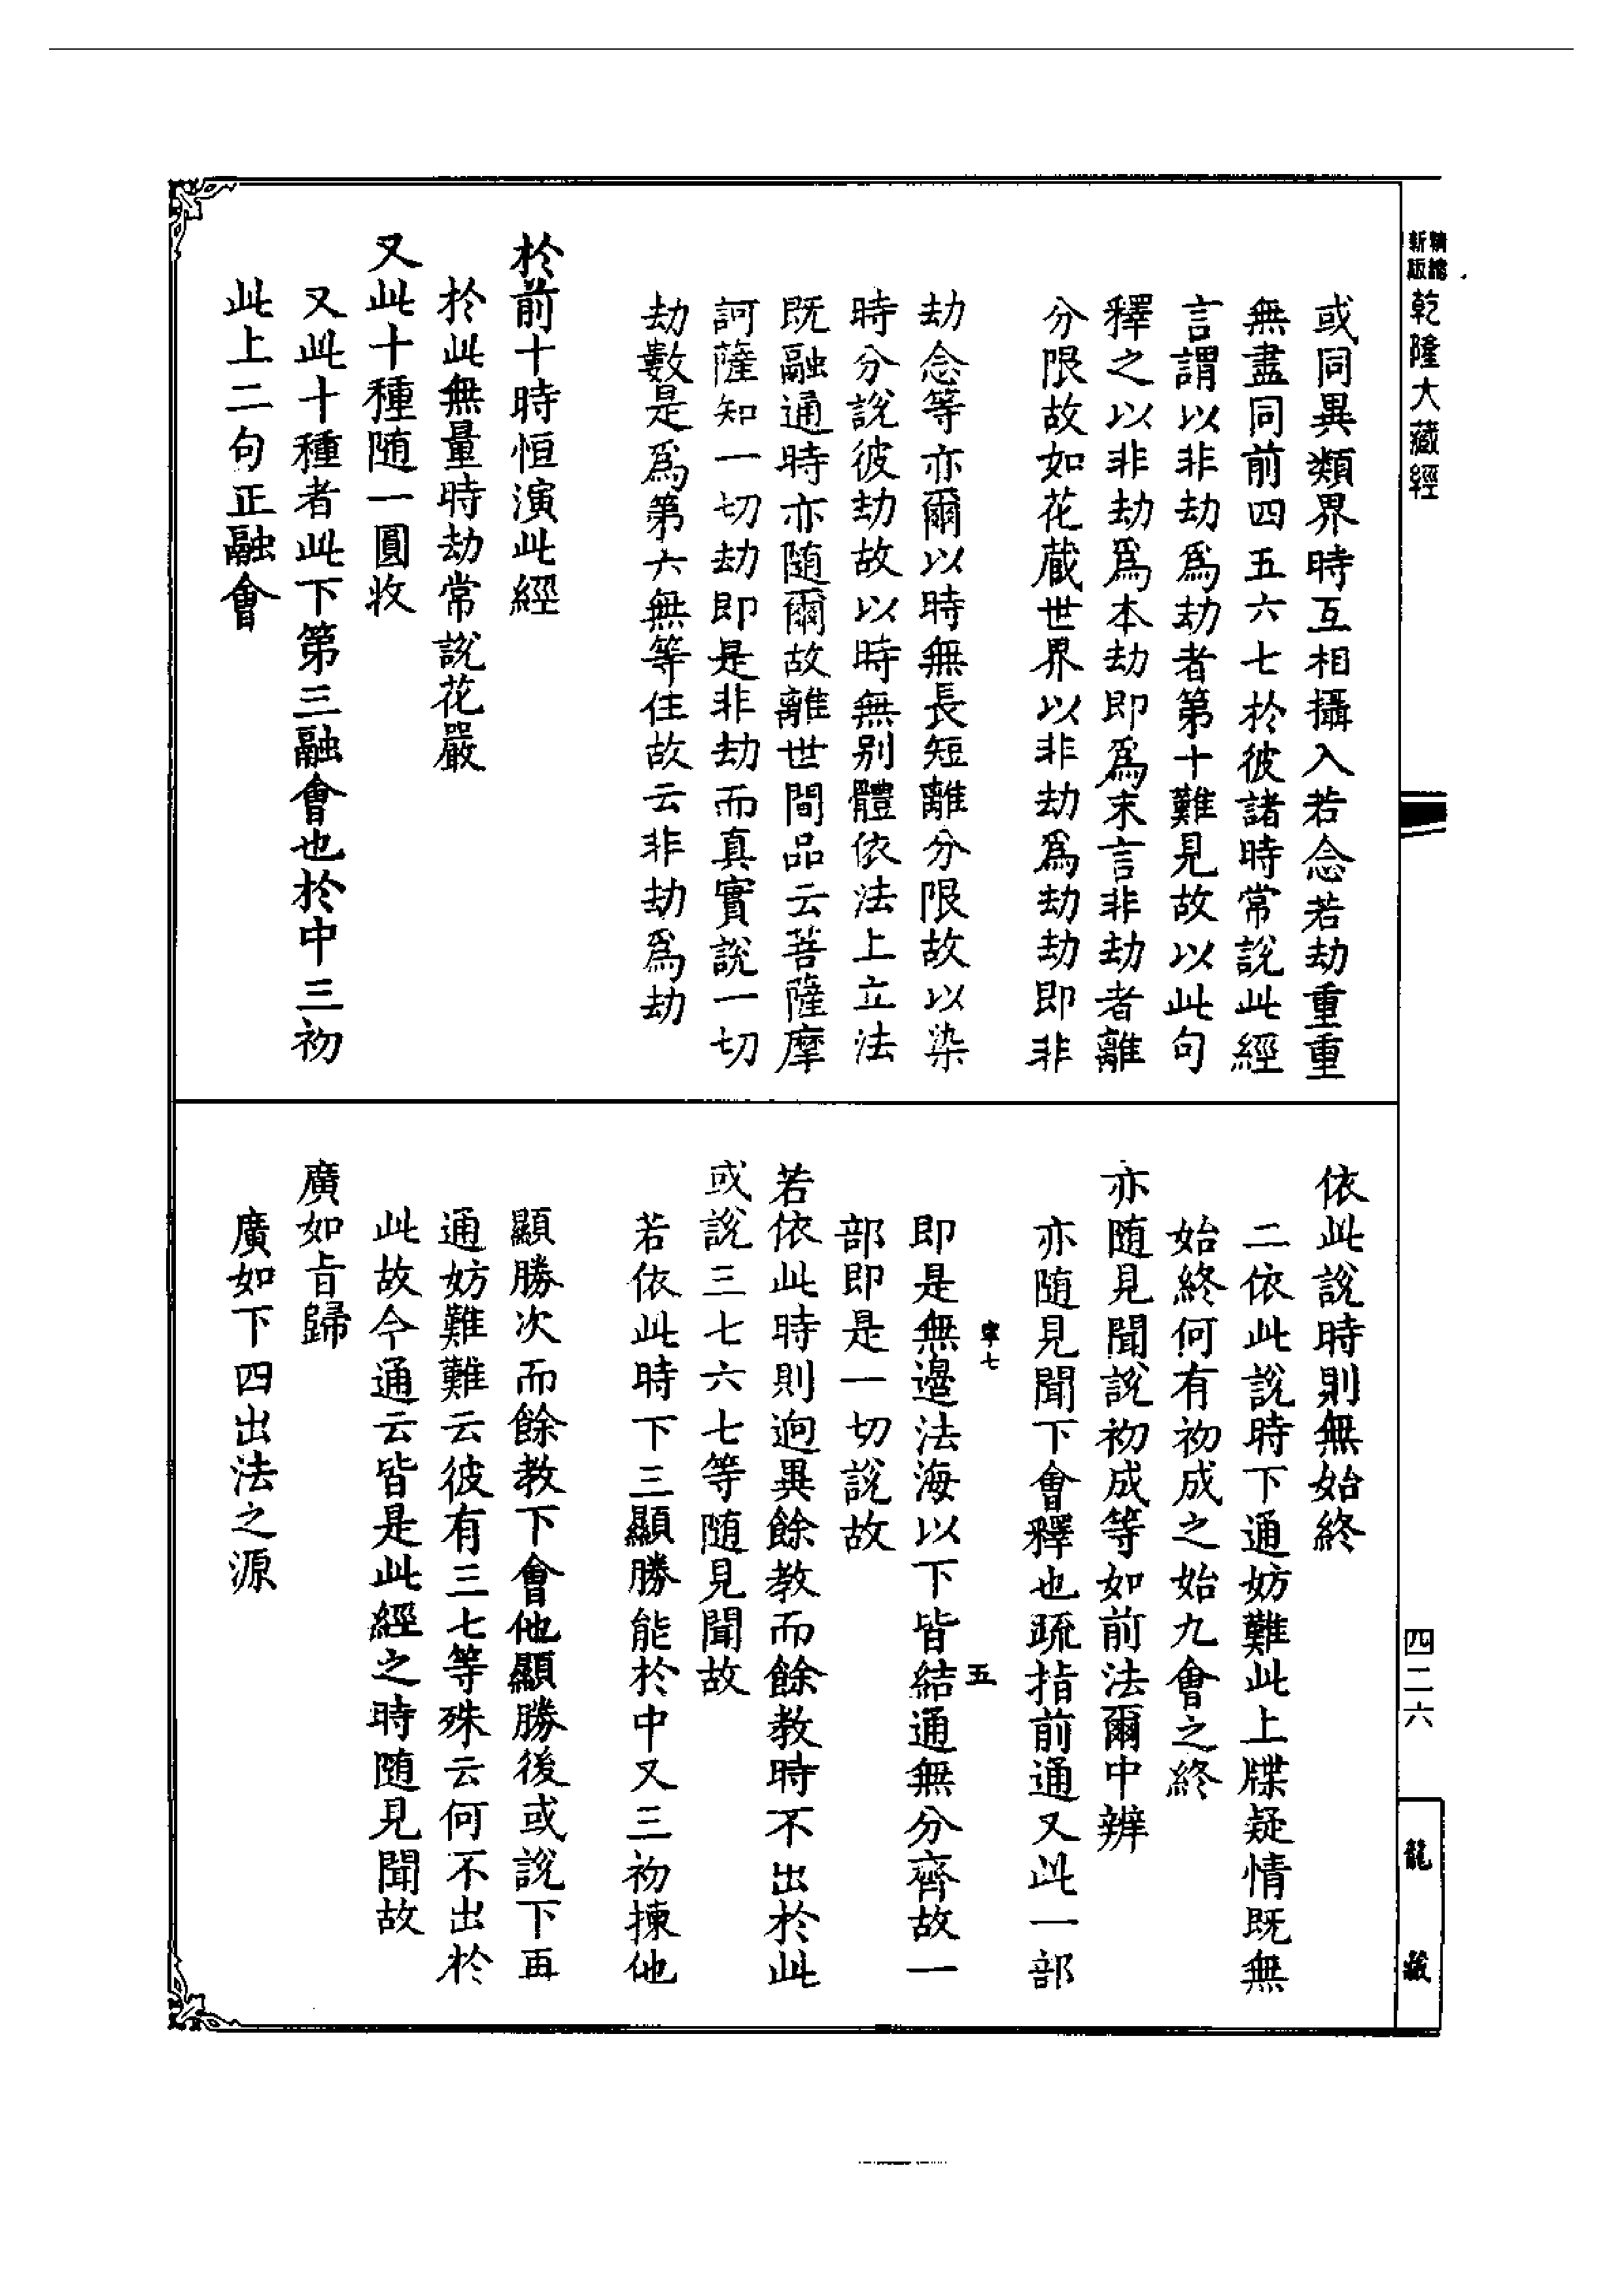 精繕
新版
乾隆大藏經
四二六
龍藏
或同異類界時互相攝入若念若劫重重
無盡同前四五六七於彼諸時常說此經
言謂以非劫爲劫者第十難見故以此句
釋之以非劫爲本劫即爲末言非劫者離
分限故如花蔵世界以非劫爲劫劫即非
劫念等亦爾以時無長短離分限故以染
時分說彼劫故以時無别體依法上立法
既融通時亦随爾故離世間品云菩薩摩
訶薩知一切劫即是非劫而真實說一切
劫數是爲第六無等住故云非劫爲劫
於前十時恒演此經
於此無量時劫常說花嚴
又此十種随一圓收
又此十種者此下第三融會也於中三初
此上二句正融會
依此說時則無始終
二依此說時下通妨難此上牒疑情既無
始終何有初成之始九會之終
亦随見聞說初成等如前法爾中辨
亦随見聞下會釋也疏指前通又此一部
寧七
五
即是無邊法海以下皆結通無分齊故一
部即是一切說故
若依此時則迥異餘教而餘教時不出於此
或說三七六七等随見聞故
若依此時下三顯勝能於中又三初揀他
顯勝次而餘教下會他顯勝後或說下再
通妨難難云彼有三七等殊云何不出於
此故今通云皆是此經之時随見聞故
廣如旨歸
廣如下四出法之源